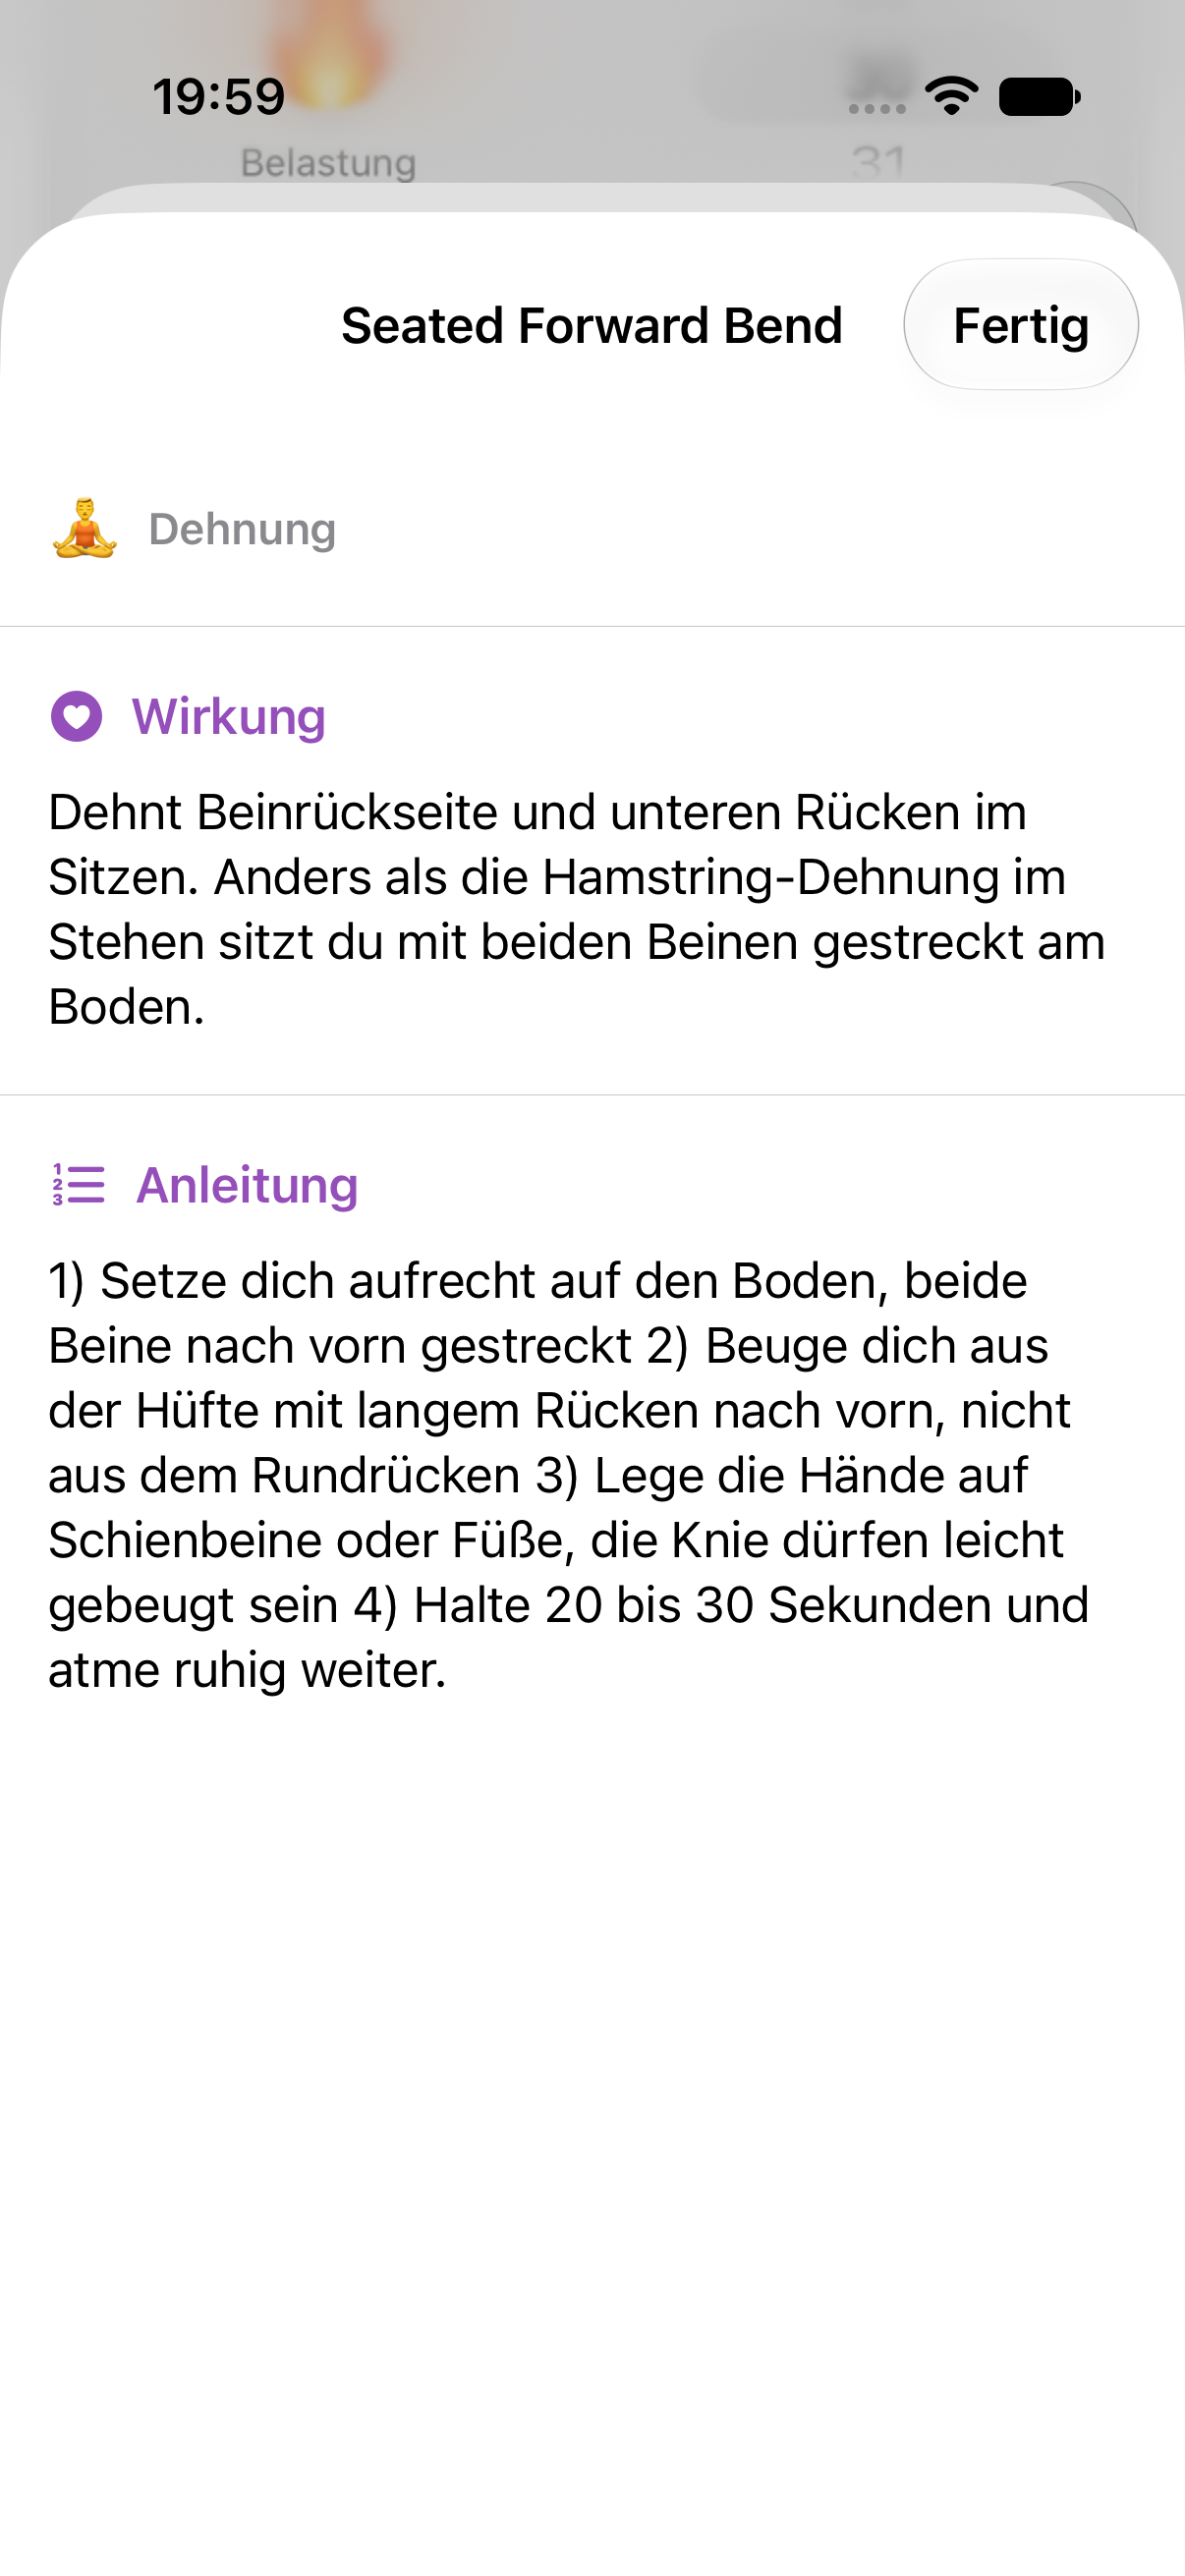 19:59
Belastung
31
Seated Forward Bend
Fertig
Dehnung
Wirkung
Dehnt Beinrückseite und unteren Rücken im
Sitzen. Anders als die Hamstring-Dehnung im
Stehen sitzt du mit beiden Beinen gestreckt am
Boden.
Anleitung
1) Setze dich aufrecht auf den Boden, beide
Beine nach vorn gestreckt 2) Beuge dich aus
der Hüfte mit langem Rücken nach vorn, nicht
aus dem Rundrücken 3) Lege die Hände auf
Schienbeine oder Füße, die Knie dürfen leicht
gebeugt sein 4) Halte 20 bis 30 Sekunden und
atme ruhig weiter.